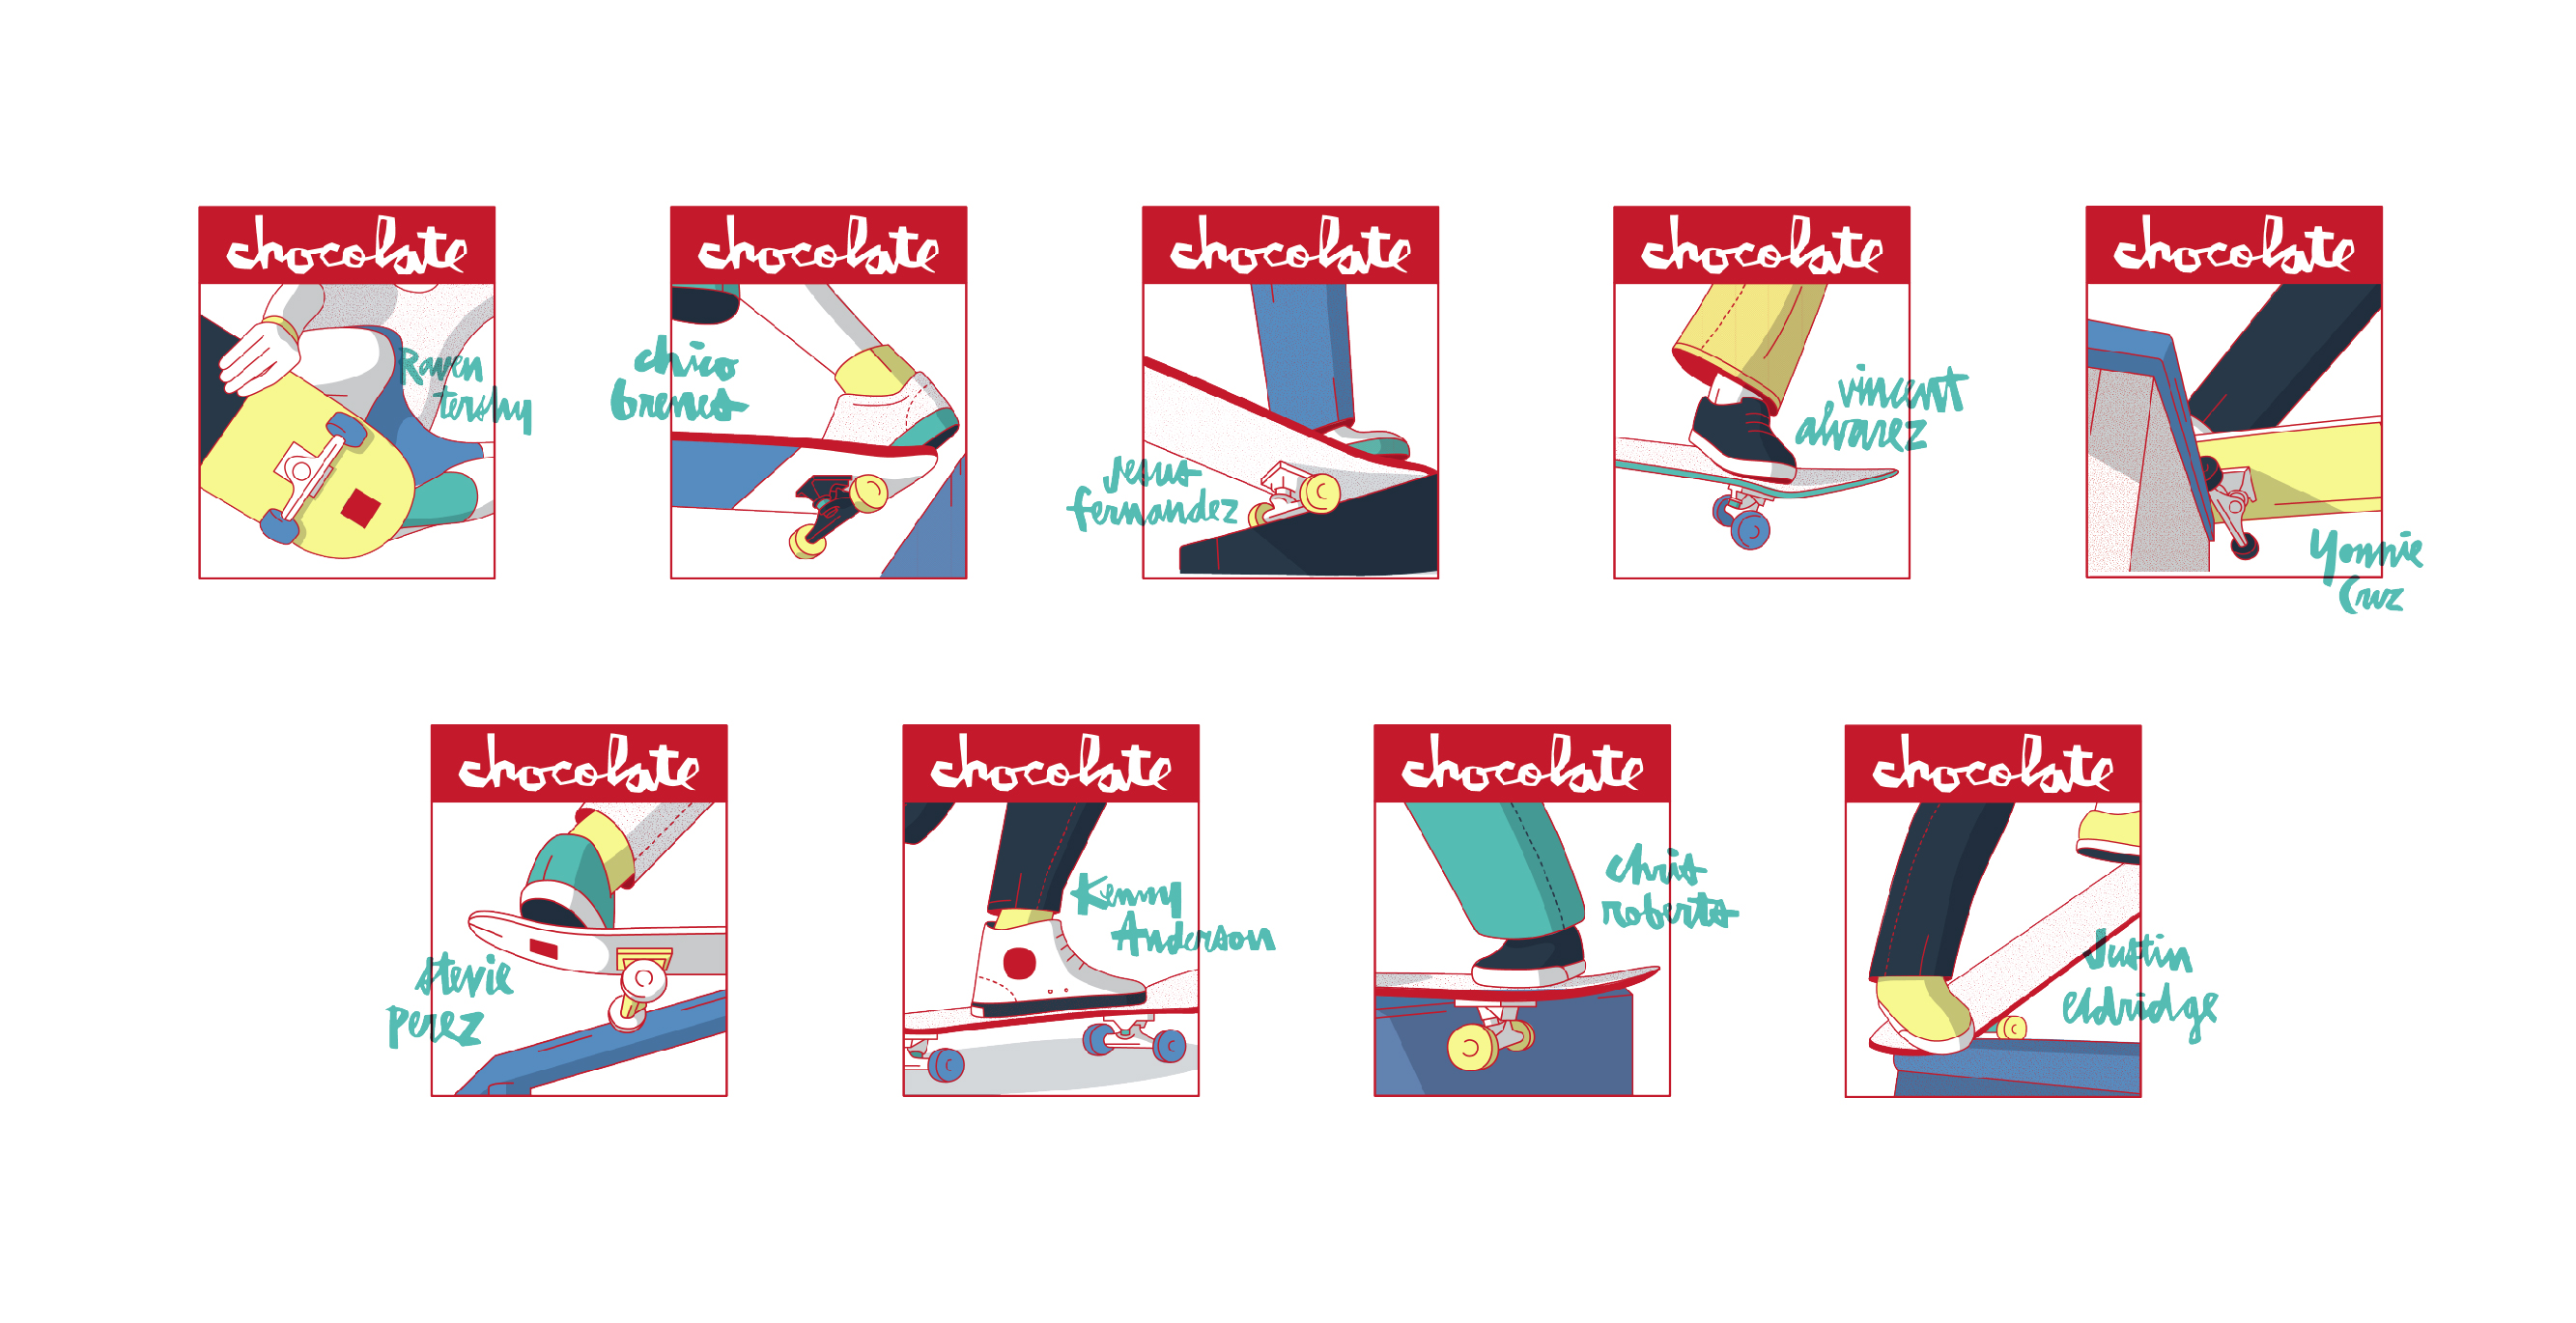 chocolate
Raven
tershy
chocolate
chico
brenes
chocolate
jesus
fernandez
chocolate
vincent
alvarez
chocolate
Yonnie
Cruz
chocolate
stevie
perez
chocolate
Kenny
Anderson
chocolate
chris
roberts
chocolate
Justin
eldridge